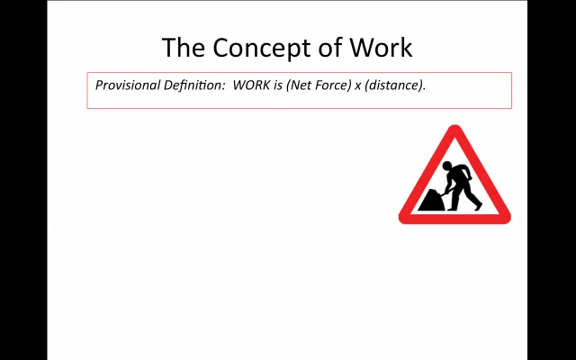 The Concept of Work
Provisional Definition:  WORK is (Net Force) x (distance).